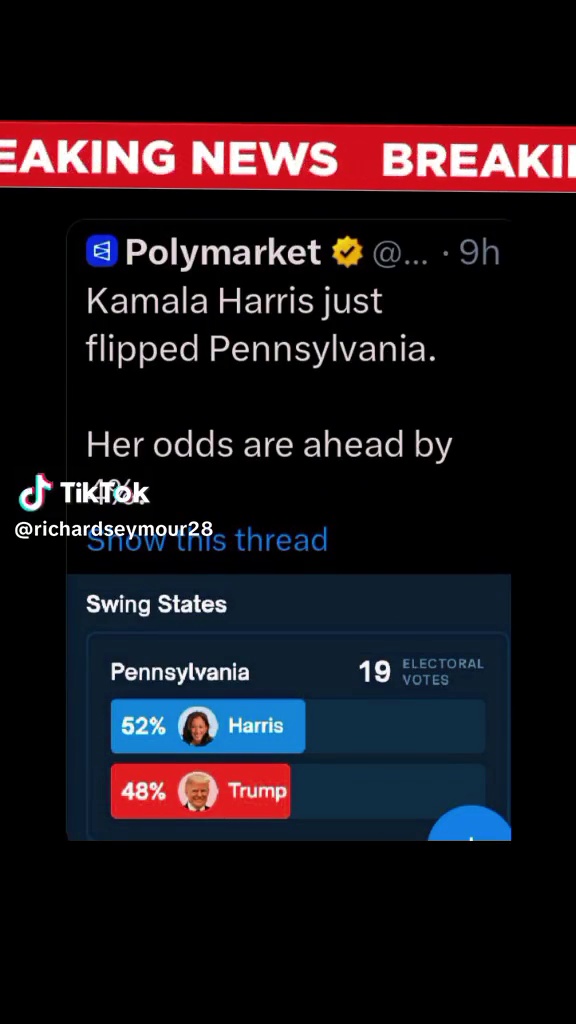 EAKING NEWS BREAKI
Polymarket @... · 9h
Kamala Harris just
flipped Pennsylvania.
Her odds are ahead by
4%.
TikTok
@richardseymour28
Show this thread
Swing States
Pennsylvania 19 ELECTORAL VOTES
52% Harris
48% Trump